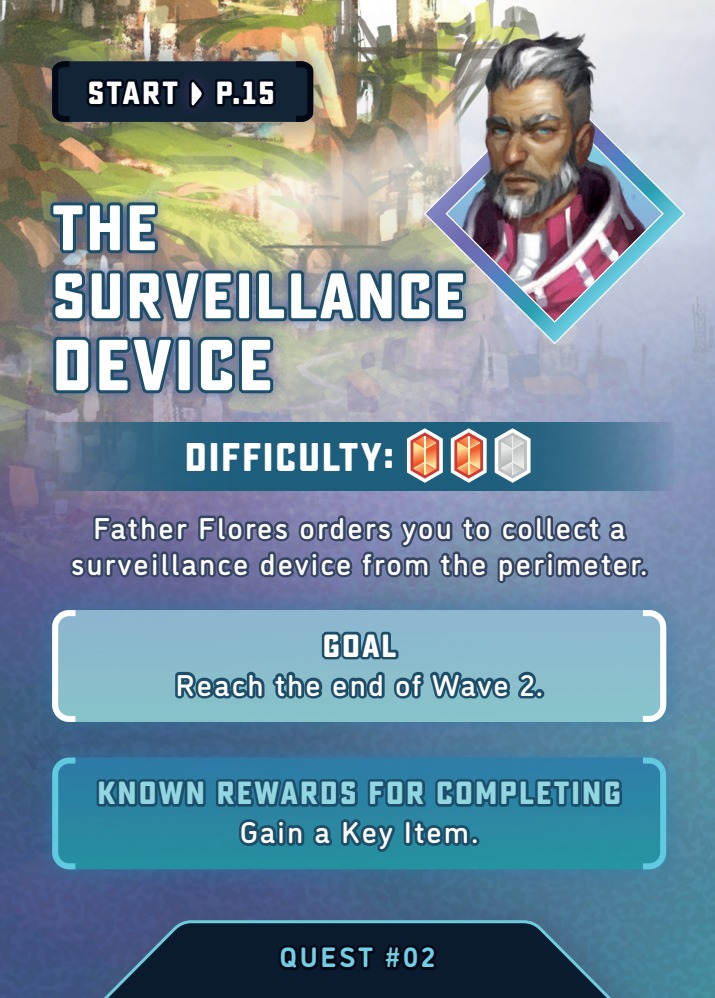 START ▶ P.15
THE
SURVEILLANCE
DEVICE
DIFFICULTY:
Father Flores orders you to collect a
surveillance device from the perimeter.
GOAL
Reach the end of Wave 2.
KNOWN REWARDS FOR COMPLETING
Gain a Key Item.
QUEST #02